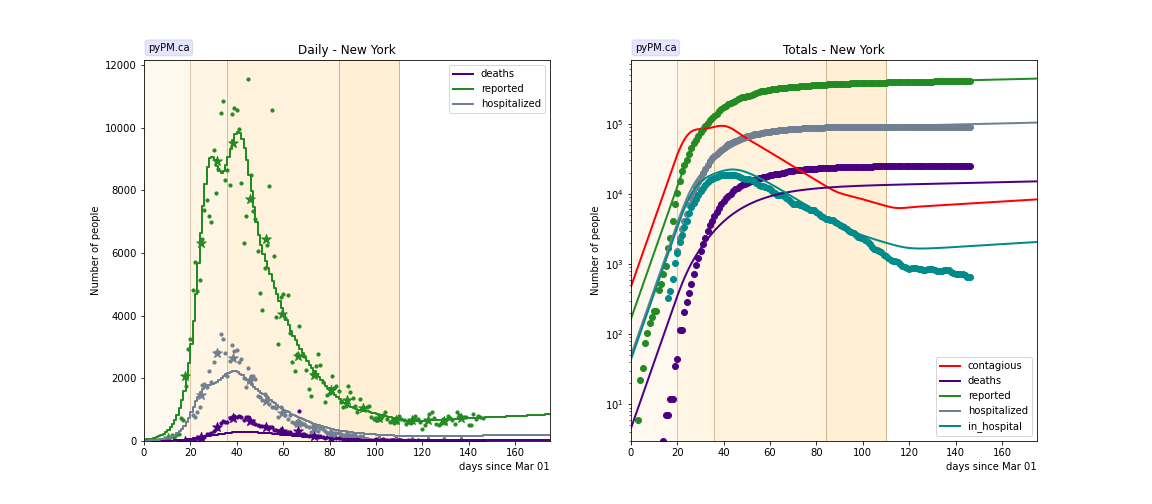 pyPM.ca
Daily - New York
Number of people
12000
10000
8000
6000
4000
2000
0
deaths
reported
hospitalized
0 20 40 60 80 100 120 140 160
days since Mar 01
pyPM.ca
Totals - New York
Number of people
10^5
10^4
10^3
10^2
10^1
contagious
deaths
reported
hospitalized
in_hospital
0 20 40 60 80 100 120 140 160
days since Mar 01